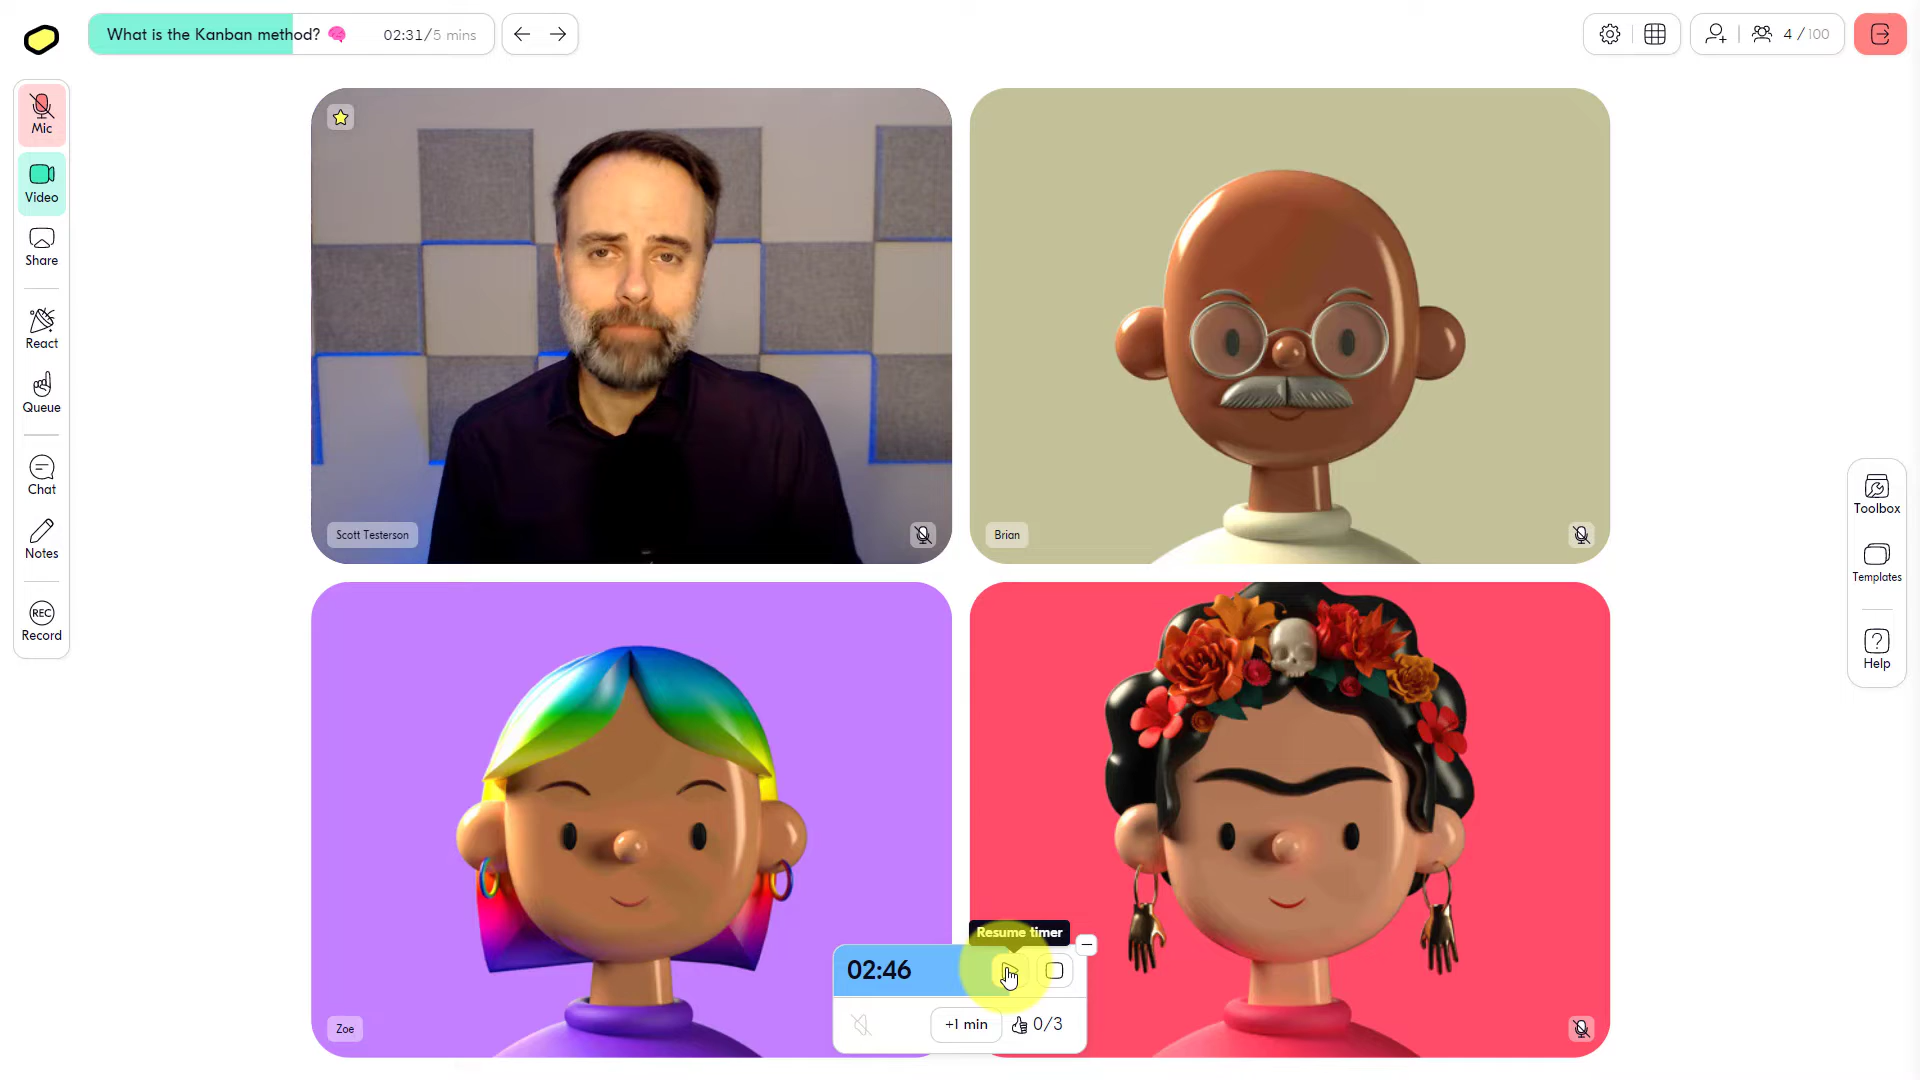 What is the Kanban method? 🧠 02:31/5 mins
4 / 100
Mic
Video
Share
React
Queue
Chat
Notes
REC
Record
Scott Testerson
Brian
Zoe
Toolbox
Templates
?
Help
Resume timer
02:46
+1 min 0/3